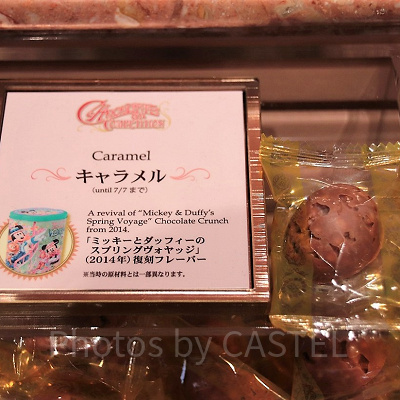 Caramel
キャラメル
(until 7/7 まで)
A revival of "Mickey & Duffy's
Spring Voyage" Chocolate Crunch
from 2014.
「ミッキーとダッフィーの
スプリングヴォヤッジ」
(2014年) 復刻フレーバー
※当時の原材料とは一部異なります。
Photos by CASTEL